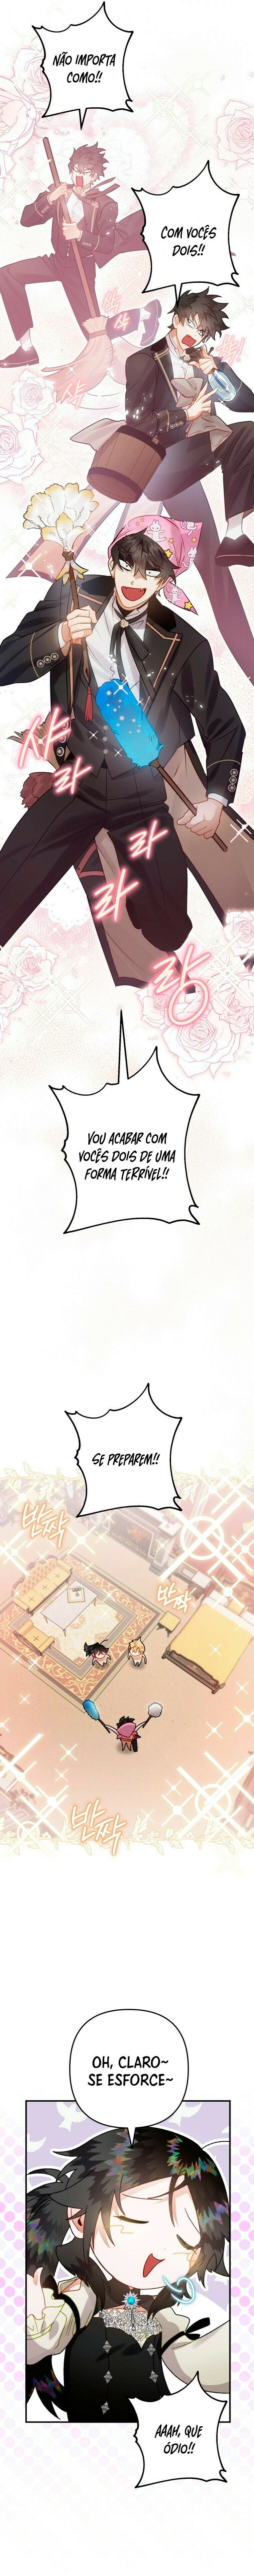 NÃO IMPORTA
COMO!!
COM VOCÊS
DOIS!!
샤
라
라
랑
VOU ACABAR COM
VOCÊS DOIS DE UMA
FORMA TERRÍVEL!!
SE PREPAREM!!
반짝
반짝
반짝
OH, CLARO~
SE ESFORCE~
AAAH, QUE
ÓDIO!!